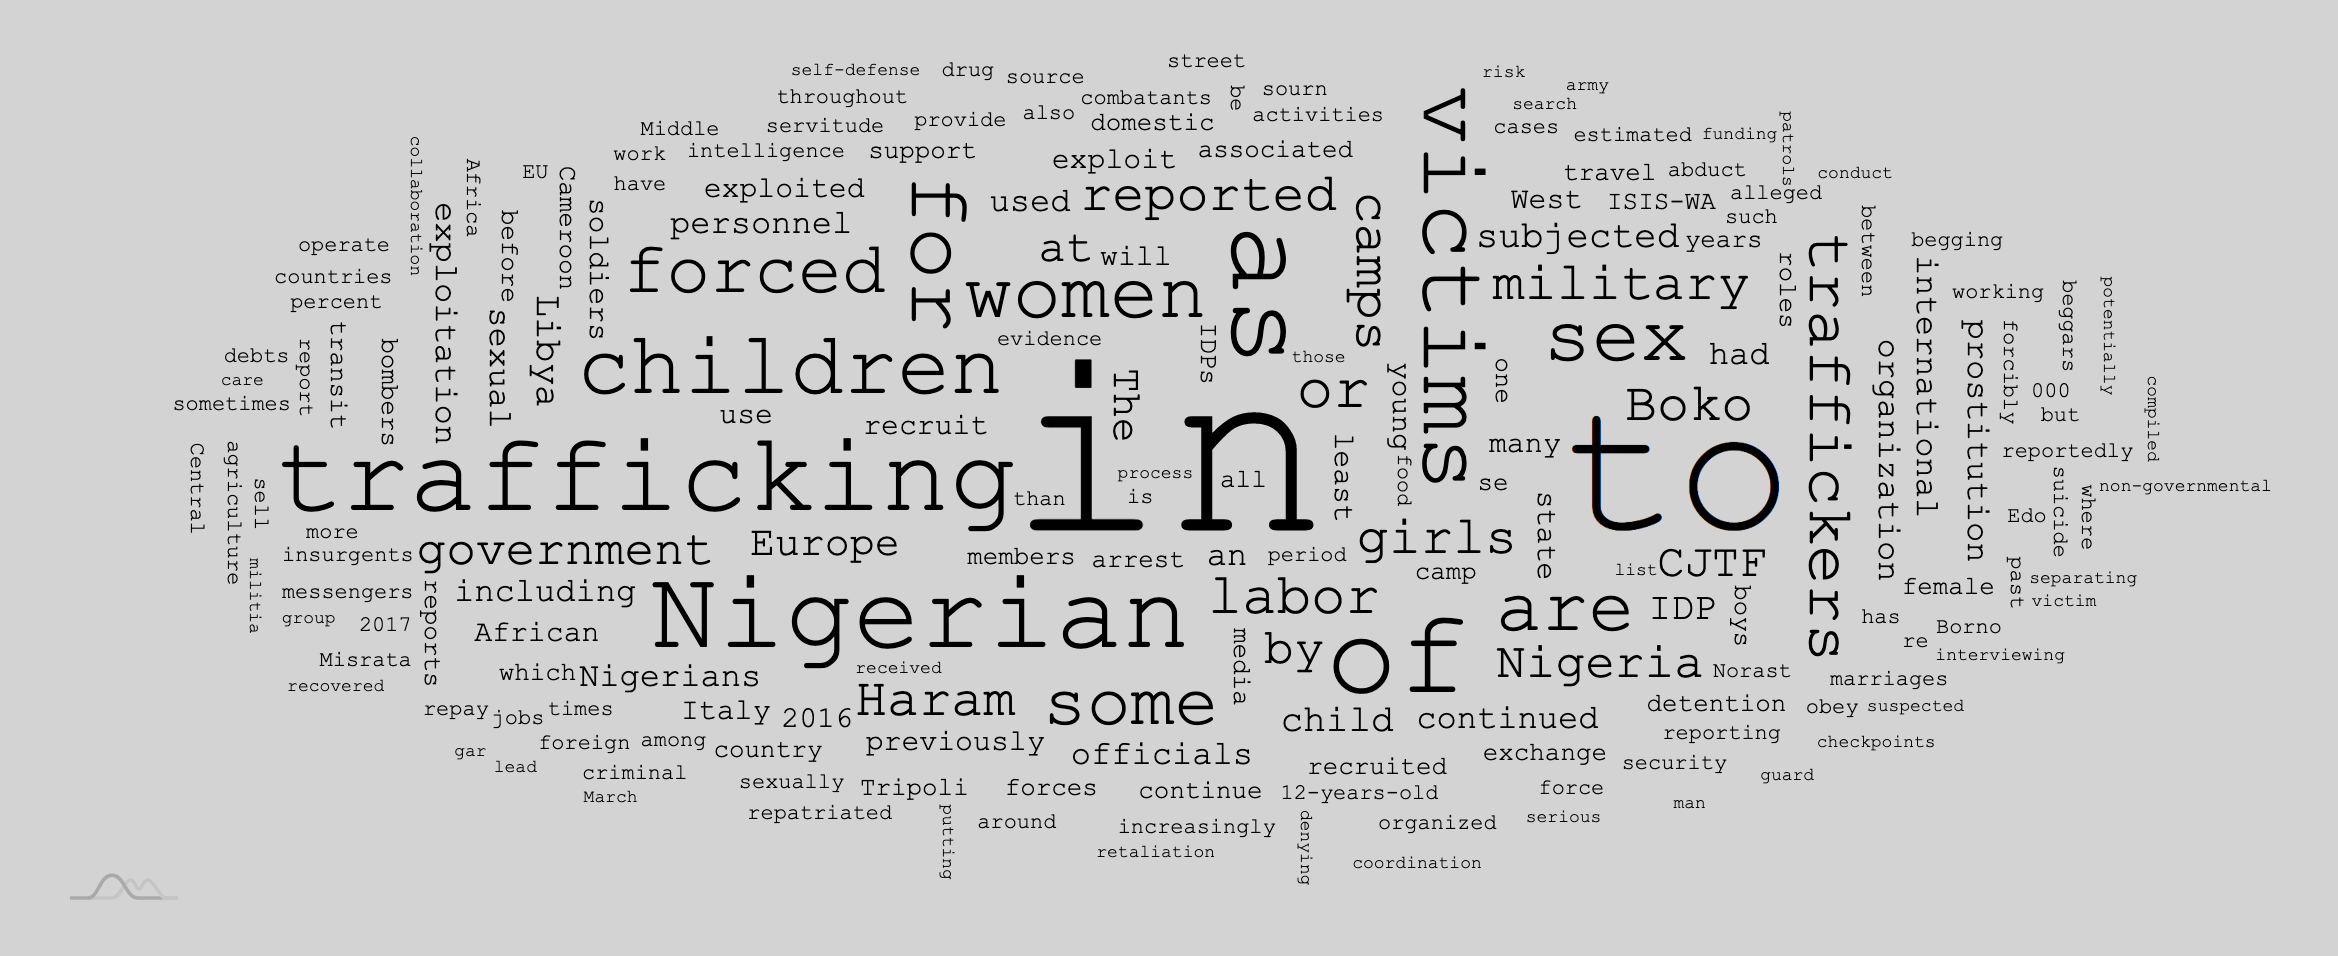 street
self-defense drug source
risk
army
throughout combatants be sourn
search
Middle servitude provide also domestic activities
cases estimated funding patrols
work intelligence support exploit associated
collaboration Africa EU Cameroon have exploited
travel abduct conduct
for used reported camps victims West ISIS-WA alleged such
exploitation before soldiers personnel
subjected years between
operate forced at will as
traffickers begging
countries percent women military roles
international working beggars potentially
transit bombers sexual Libya
evidence IDPs those
debts report care children The
sex had
organization prostitution forcibly
sometimes use recruit
or young one Boko
000 but compiled
Central agriculture sell
trafficking in
least food many to
reportedly
than process is all
se state
suicide where non-governmental
more insurgents government Europe
members arrest an period girls camp
list CJTF
Edo past separating
militia messengers reports including Nigerian
labor are IDP boys
female victim
group 2017 African
media by of
has re Borno interviewing
Misrata recovered which Nigerians received
Nigeria Norast
marriages
repay jobs times Italy 2016 Haram some
child continued detention
obey suspected
gar foreign among country previously officials
exchange reporting checkpoints
lead criminal
sexually Tripoli forces continue recruited
12-years-old force security guard
March repatriated putting around increasingly
denying organized serious man
retaliation coordination